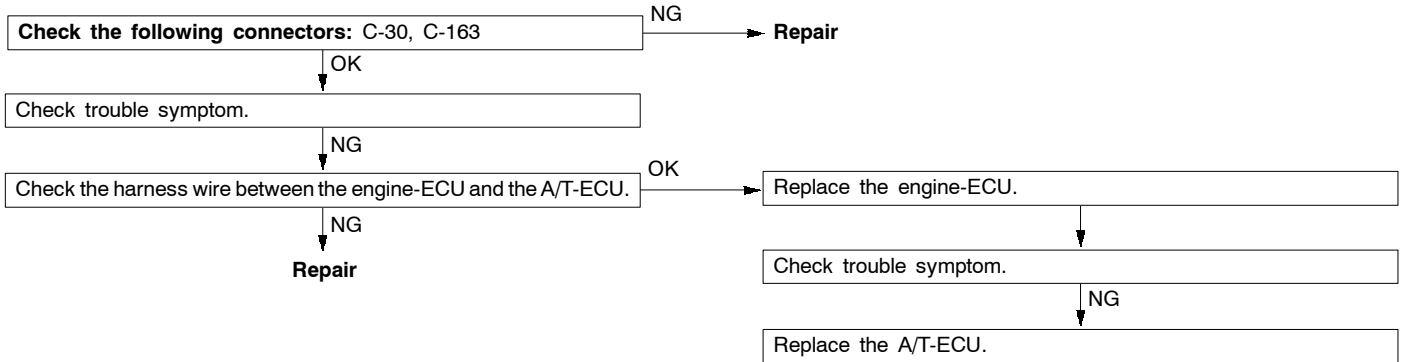 Check the following connectors: C-30, C-163
NG
Repair
OK
Check trouble symptom.
NG
Check the harness wire between the engine-ECU and the A/T-ECU.
OK
Replace the engine-ECU.
NG
Repair
Check trouble symptom.
NG
Replace the A/T-ECU.